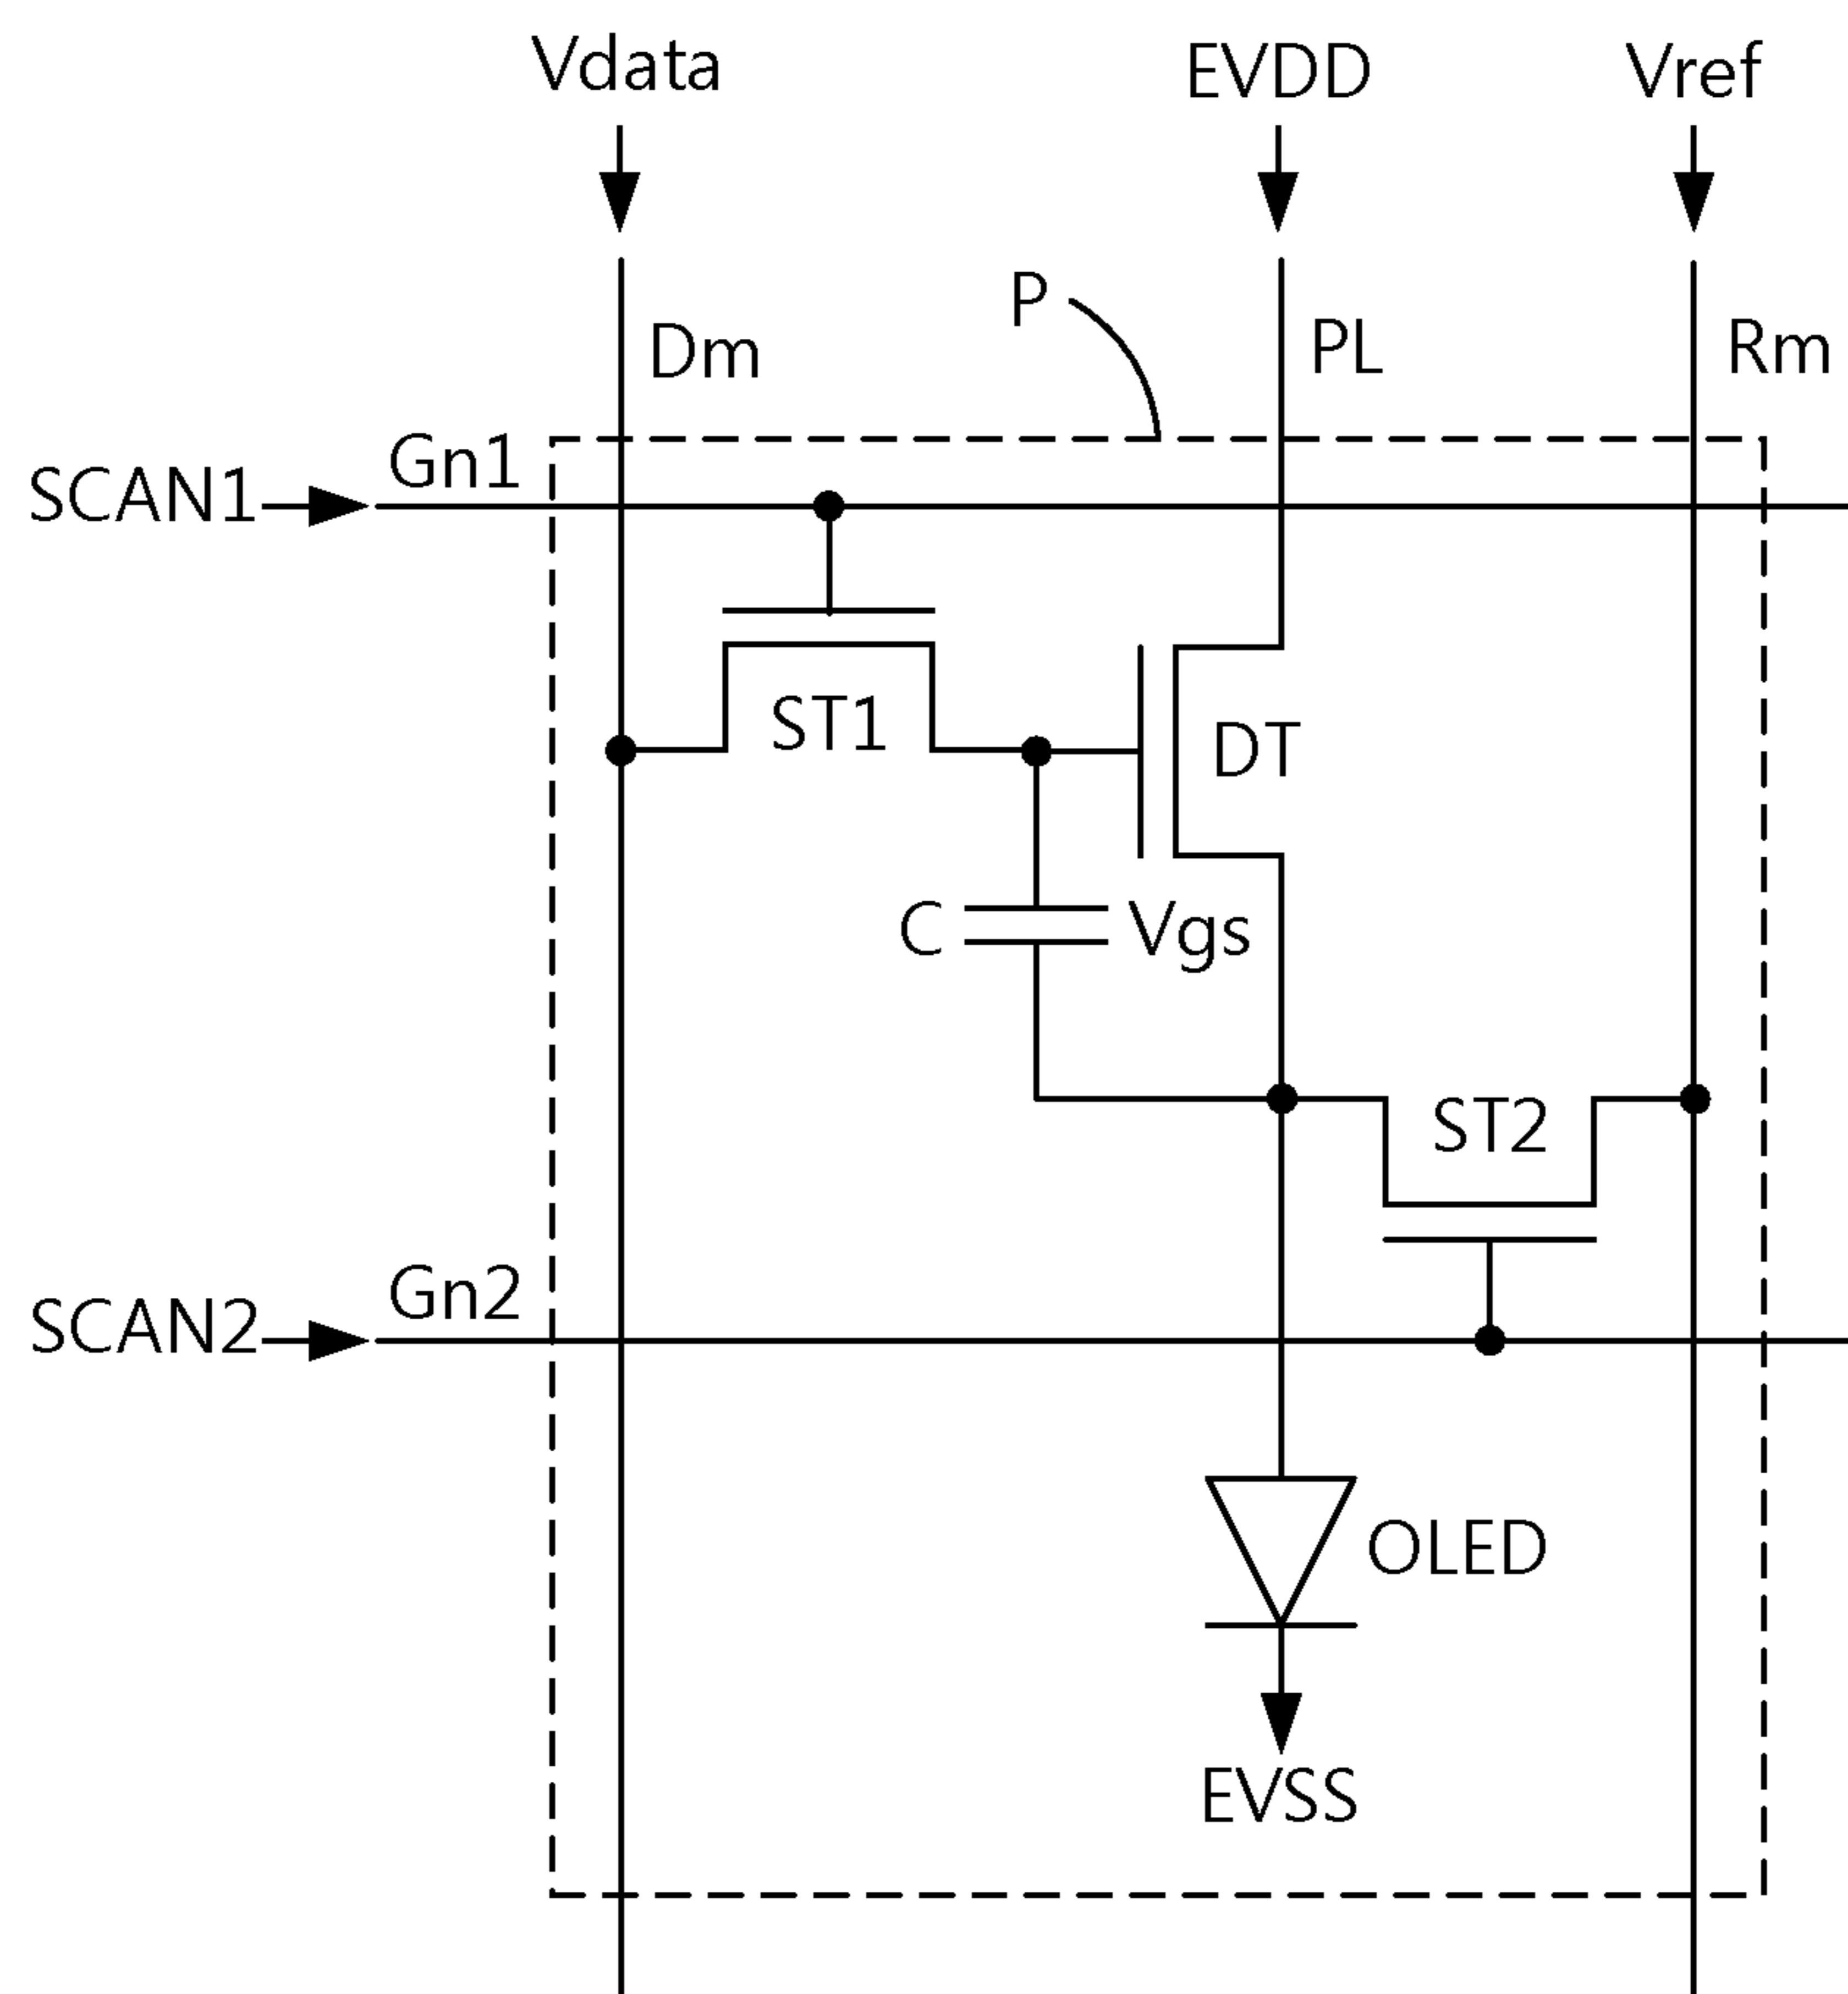 Vdata
EVDD
Vref
P
Dm
PL
Rm
Gn1
SCAN1
ST1
DT
C
Vgs
ST2
Gn2
SCAN2
OLED
EVSS